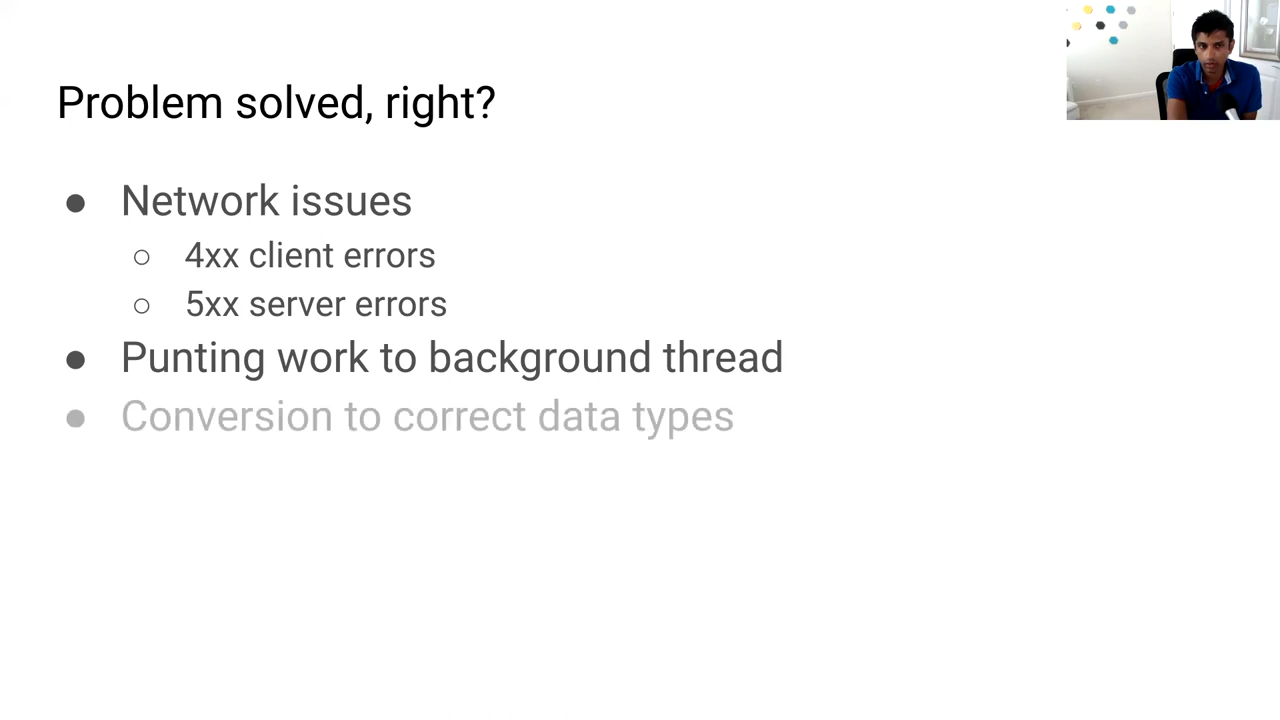 Problem solved, right?
● Network issues
○ 4xx client errors
○ 5xx server errors
● Punting work to background thread
● Conversion to correct data types